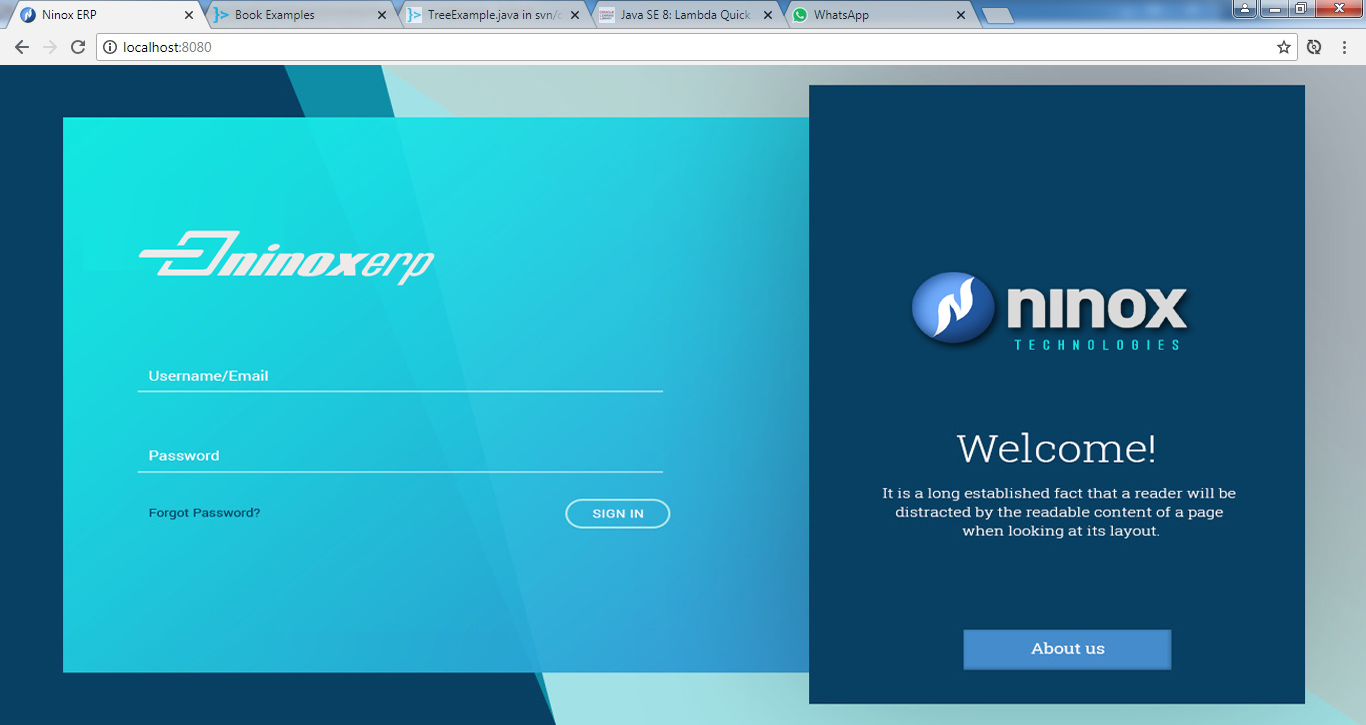 Ninox ERP
Book Examples
TreeExample.java in svn/
Java SE 8: Lambda Quick
WhatsApp
localhost:8080
ninoxerp
Username/Email
Password
Forgot Password?
SIGN IN
ninox
TECHNOLOGIES
Welcome!
It is a long established fact that a reader will be
distracted by the readable content of a page
when looking at its layout.
About us